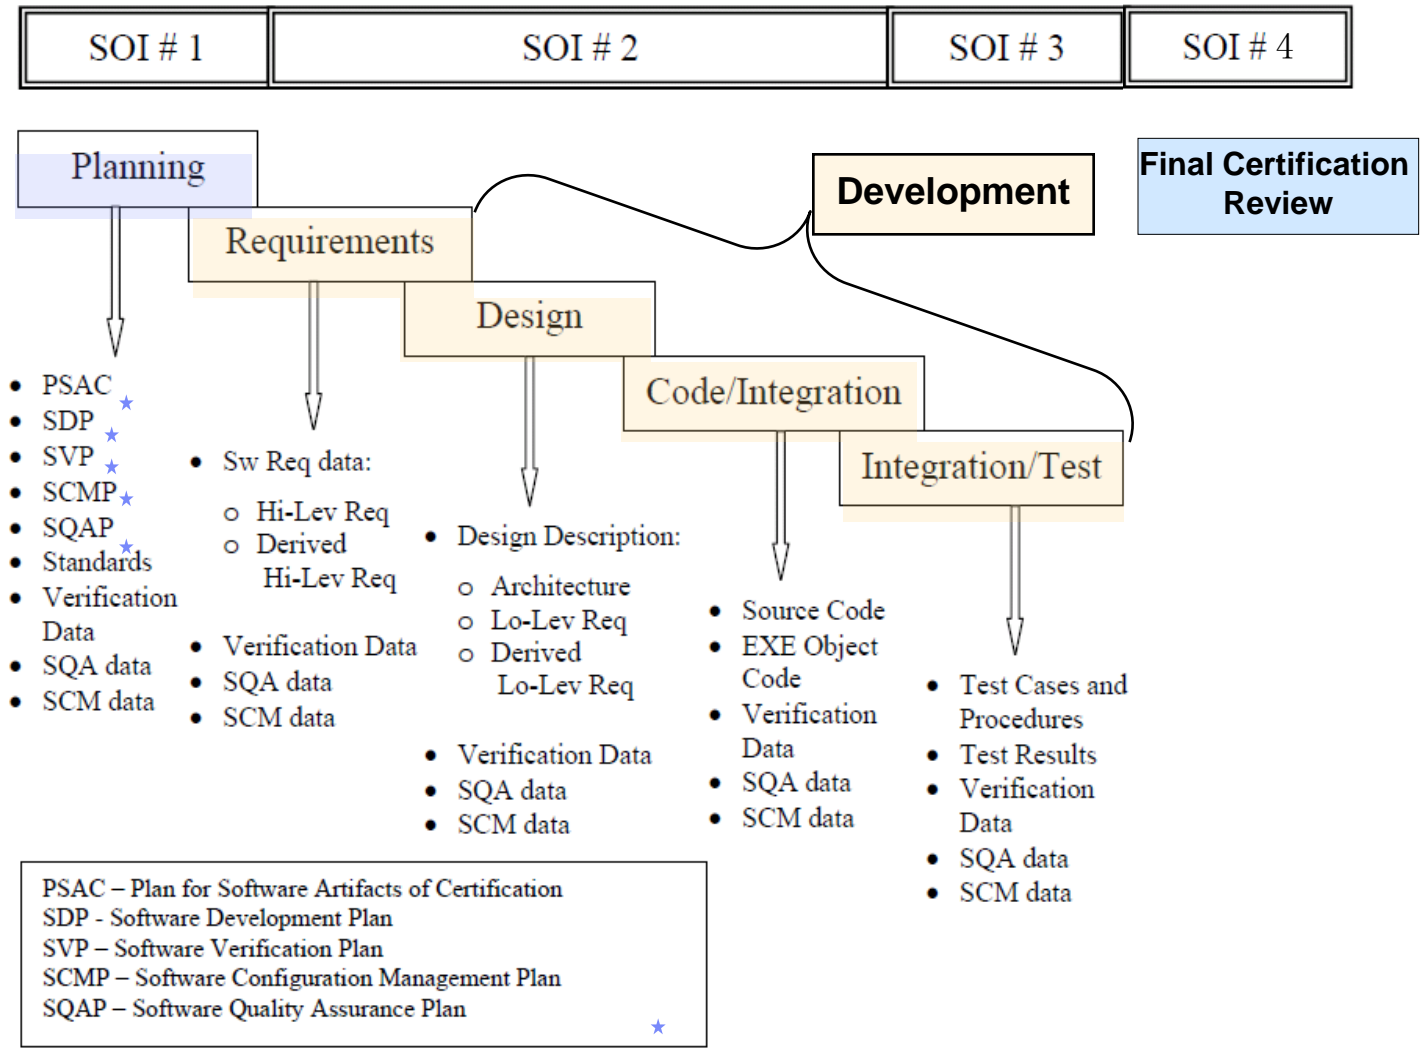 SOI # 1
SOI # 2
SOI # 3
SOI # 4
Planning
Requirements
Design
Code/Integration
Integration/Test
Development
Final Certification
Review
• PSAC
• SDP
• SVP
• SCMP
• SQAP
• Standards
• Verification
Data
• SQA data
• SCM data
• Sw Req data:
o Hi-Lev Req
o Derived
Hi-Lev Req
• Verification Data
• SQA data
• SCM data
• Design Description:
o Architecture
o Lo-Lev Req
o Derived
Lo-Lev Req
• Verification Data
• SQA data
• SCM data
• Source Code
• EXE Object
Code
• Verification
Data
• SQA data
• SCM data
• Test Cases and
Procedures
• Test Results
• Verification
Data
• SQA data
• SCM data
PSAC – Plan for Software Artifacts of Certification
SDP - Software Development Plan
SVP – Software Verification Plan
SCMP – Software Configuration Management Plan
SQAP – Software Quality Assurance Plan